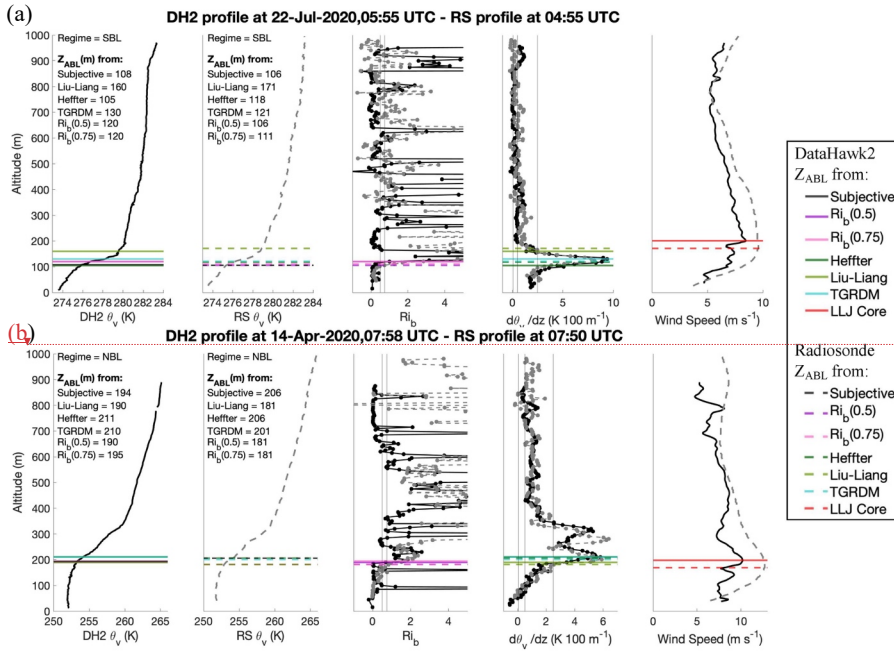 (a)
DH2 profile at 22-Jul-2020,05:55 UTC - RS profile at 04:55 UTC
Altitude (m)
1000
900
800
700
600
500
400
300
200
100
0
Regime = SBL
Z_ABL(m) from:
Subjective = 108
Liu-Liang = 160
Heffter = 105
TGRDM = 130
Ri_b(0.5) = 120
Ri_b(0.75) = 120
274 276 278 280 282 284
DH2 θ_v (K)
Regime = SBL
Z_ABL(m) from:
Subjective = 106
Liu-Liang = 171
Heffter = 118
TGRDM = 121
Ri_b(0.5) = 106
Ri_b(0.75) = 111
274 276 278 280 282 284
RS θ_v (K)
0 2 4
Ri_b
0 5 10
dθ_v/dz (K 100 m⁻¹)
0 5 10
Wind Speed (m s⁻¹)
(b)
DH2 profile at 14-Apr-2020,07:58 UTC - RS profile at 07:50 UTC
Altitude (m)
1000
900
800
700
600
500
400
300
200
100
0
Regime = NBL
Z_ABL(m) from:
Subjective = 194
Liu-Liang = 190
Heffter = 211
TGRDM = 210
Ri_b(0.5) = 190
Ri_b(0.75) = 195
250 255 260 265
DH2 θ_v (K)
Regime = NBL
Z_ABL(m) from:
Subjective = 206
Liu-Liang = 181
Heffter = 206
TGRDM = 201
Ri_b(0.5) = 181
Ri_b(0.75) = 181
250 255 260 265
RS θ_v (K)
0 2 4
Ri_b
0 2 4 6
dθ_v/dz (K 100 m⁻¹)
0 5 10
Wind Speed (m s⁻¹)
DataHawk2
Z_ABL from:
Subjective
Ri_b(0.5)
Ri_b(0.75)
Heffter
Liu-Liang
TGRDM
LLJ Core
Radiosonde
Z_ABL from:
Subjective
Ri_b(0.5)
Ri_b(0.75)
Heffter
Liu-Liang
TGRDM
LLJ Core